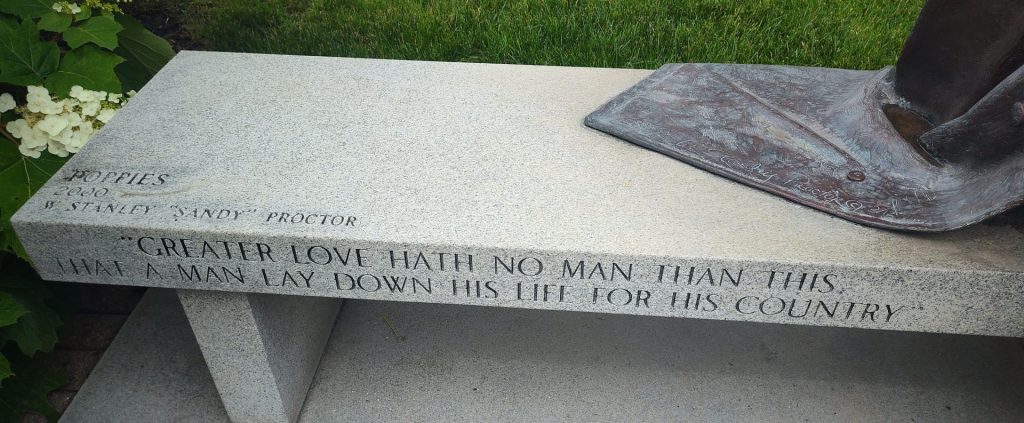 "POPPIES"
2000
W. STANLEY "SANDY" PROCTOR
"GREATER LOVE HATH NO MAN THAN THIS,
THAT A MAN LAY DOWN HIS LIFE FOR HIS COUNTRY"